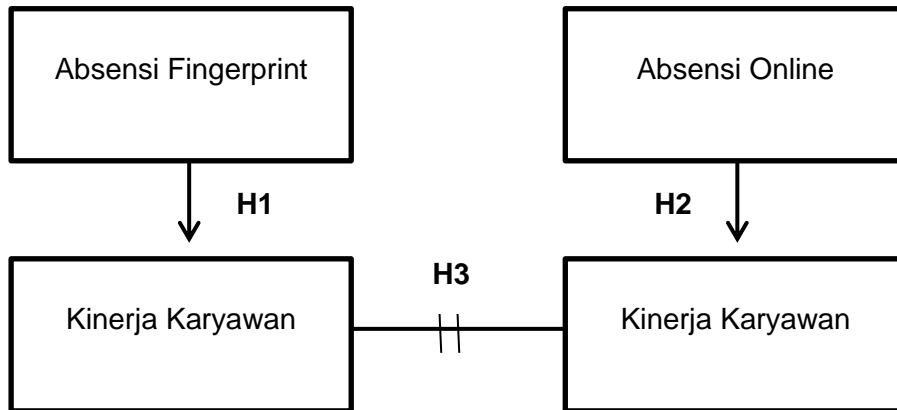 Absensi Fingerprint
Absensi Online
H1
H2
H3
Kinerja Karyawan
Kinerja Karyawan